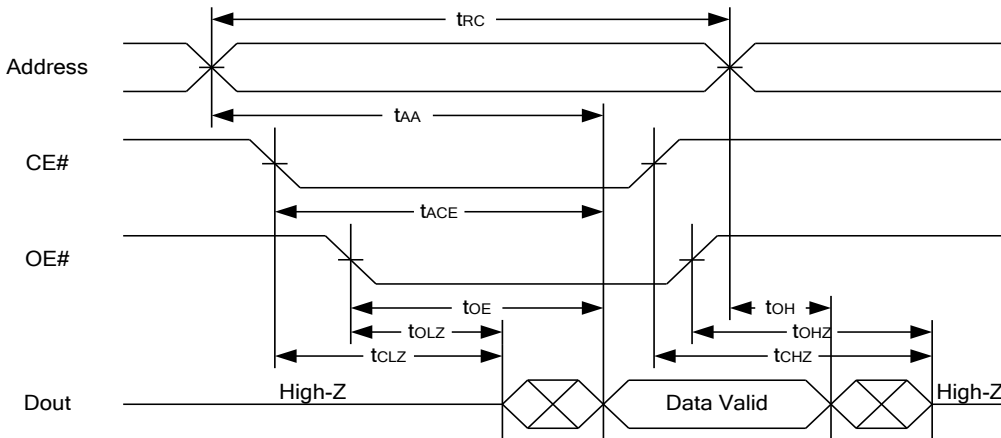 tRC
Address
tAA
CE#
tACE
OE#
tOE
tOH
tOLZ
tOHZ
tCLZ
tCHZ
Dout
High-Z
Data Valid
High-Z